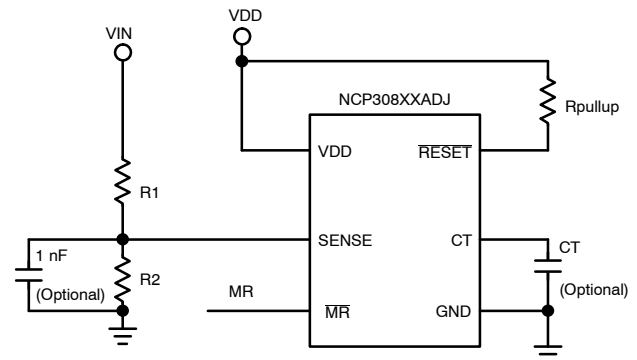 VDD
VIN
NCP308XXADJ
Rpullup
VDD
RESET
R1
SENSE
CT
CT
1 nF
(Optional)
R2
(Optional)
MR
MR
GND